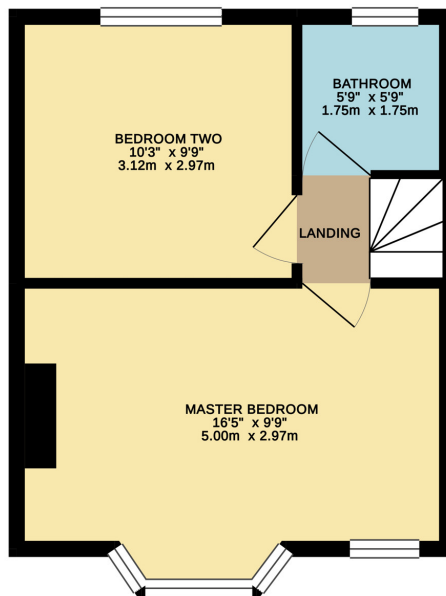 BATHROOM
5'9" x 5'9"
1.75m x 1.75m
BEDROOM TWO
10'3" x 9'9"
3.12m x 2.97m
LANDING
MASTER BEDROOM
16'5" x 9'9"
5.00m x 2.97m